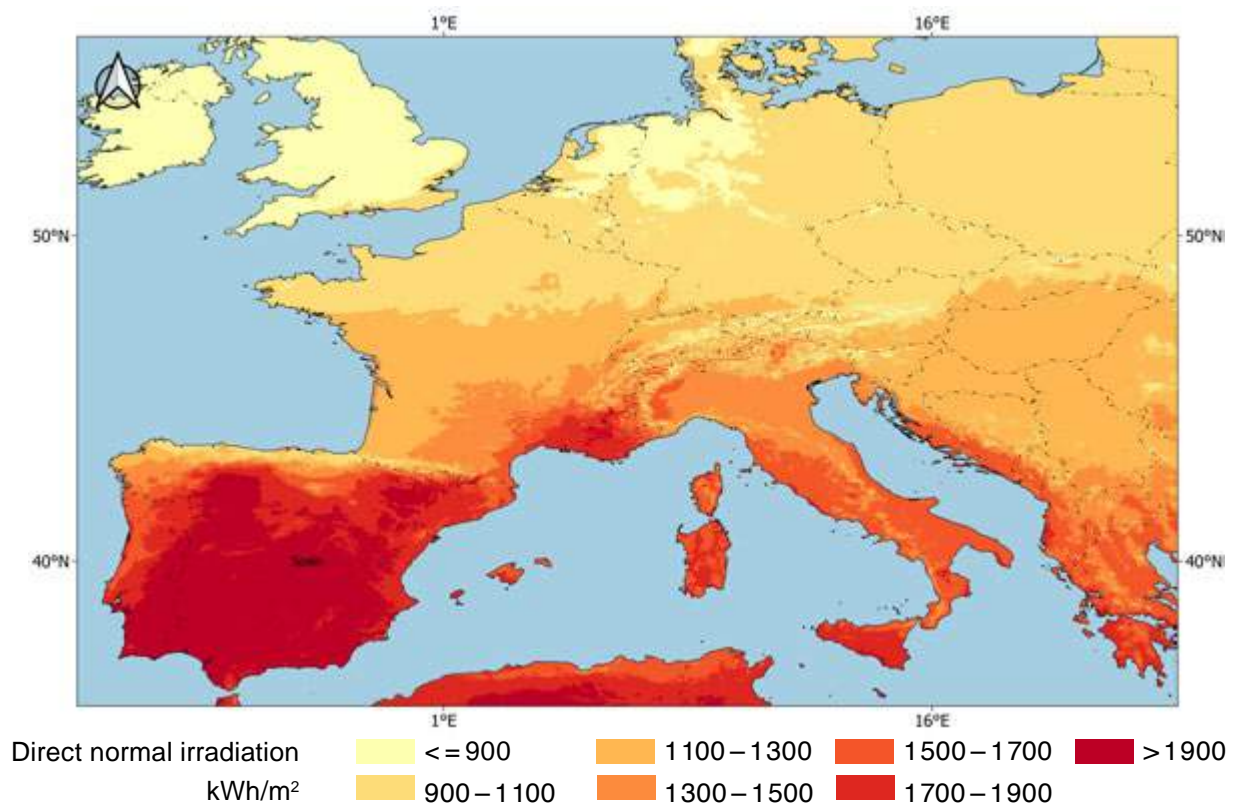 1°E 16°E
50°N 50°N
40°N 40°N
1°E 16°E
Direct normal irradiation
kWh/m²
<=900 1100–1300 1500–1700 >1900
900–1100 1300–1500 1700–1900